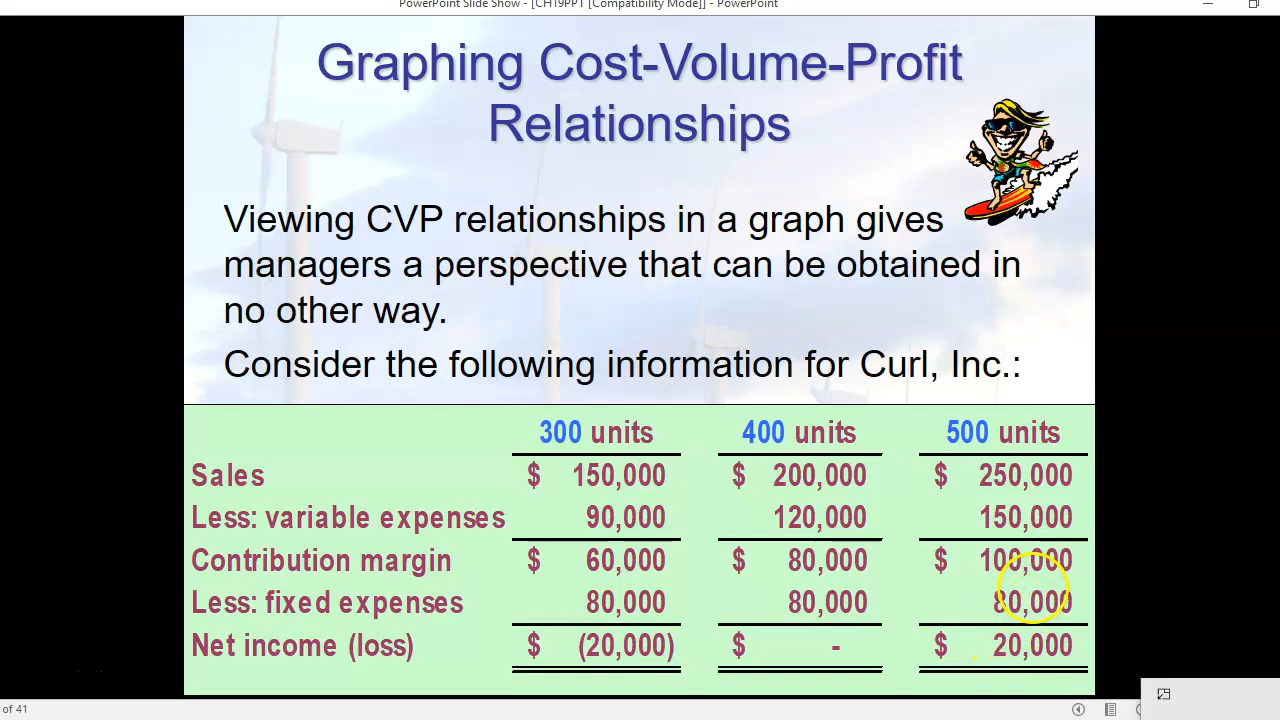 PowerPoint Slide Show - [CH19PPT [Compatibility Mode]] - PowerPoint
Graphing Cost-Volume-Profit
Relationships
Viewing CVP relationships in a graph gives
managers a perspective that can be obtained in
no other way.
Consider the following information for Curl, Inc.:
300 units 400 units 500 units
Sales $ 150,000 $ 200,000 $ 250,000
Less: variable expenses 90,000 120,000 150,000
Contribution margin $ 60,000 $ 80,000 $ 100,000
Less: fixed expenses 80,000 80,000 80,000
Net income (loss) $ (20,000) $ - $ 20,000
of 41